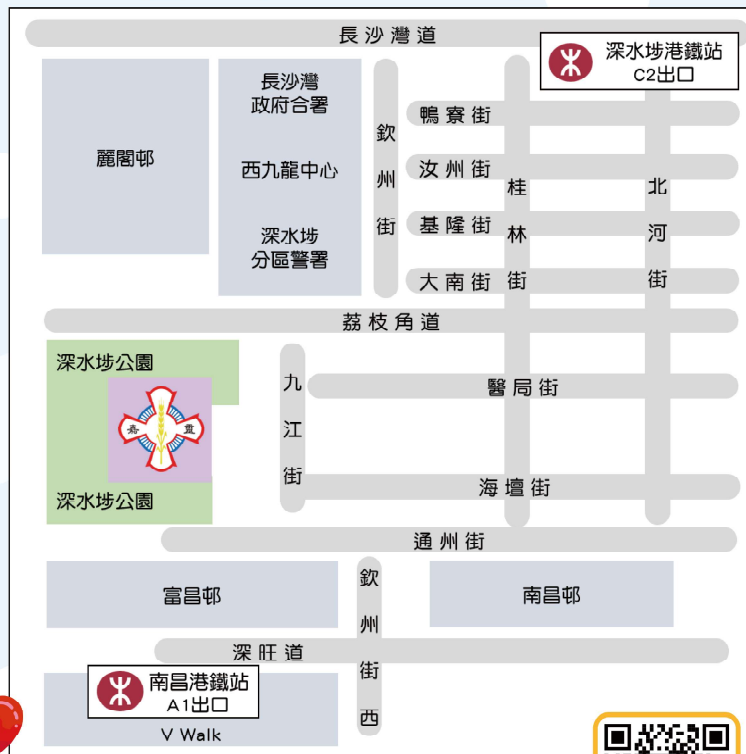 長沙灣道
深水埗港鐵站
C2出口
長沙灣
政府合署
鴨寮街
欽州街
麗閣邨
西九龍中心
汝州街
桂林街
北河街
深水埗
分區警署
基隆街
大南街
荔枝角道
深水埗公園
九江街
醫局街
嘉
靈
深水埗公園
海壇街
通州街
富昌邨
欽州街西
南昌邨
深旺道
南昌港鐵站
A1出口
V Walk